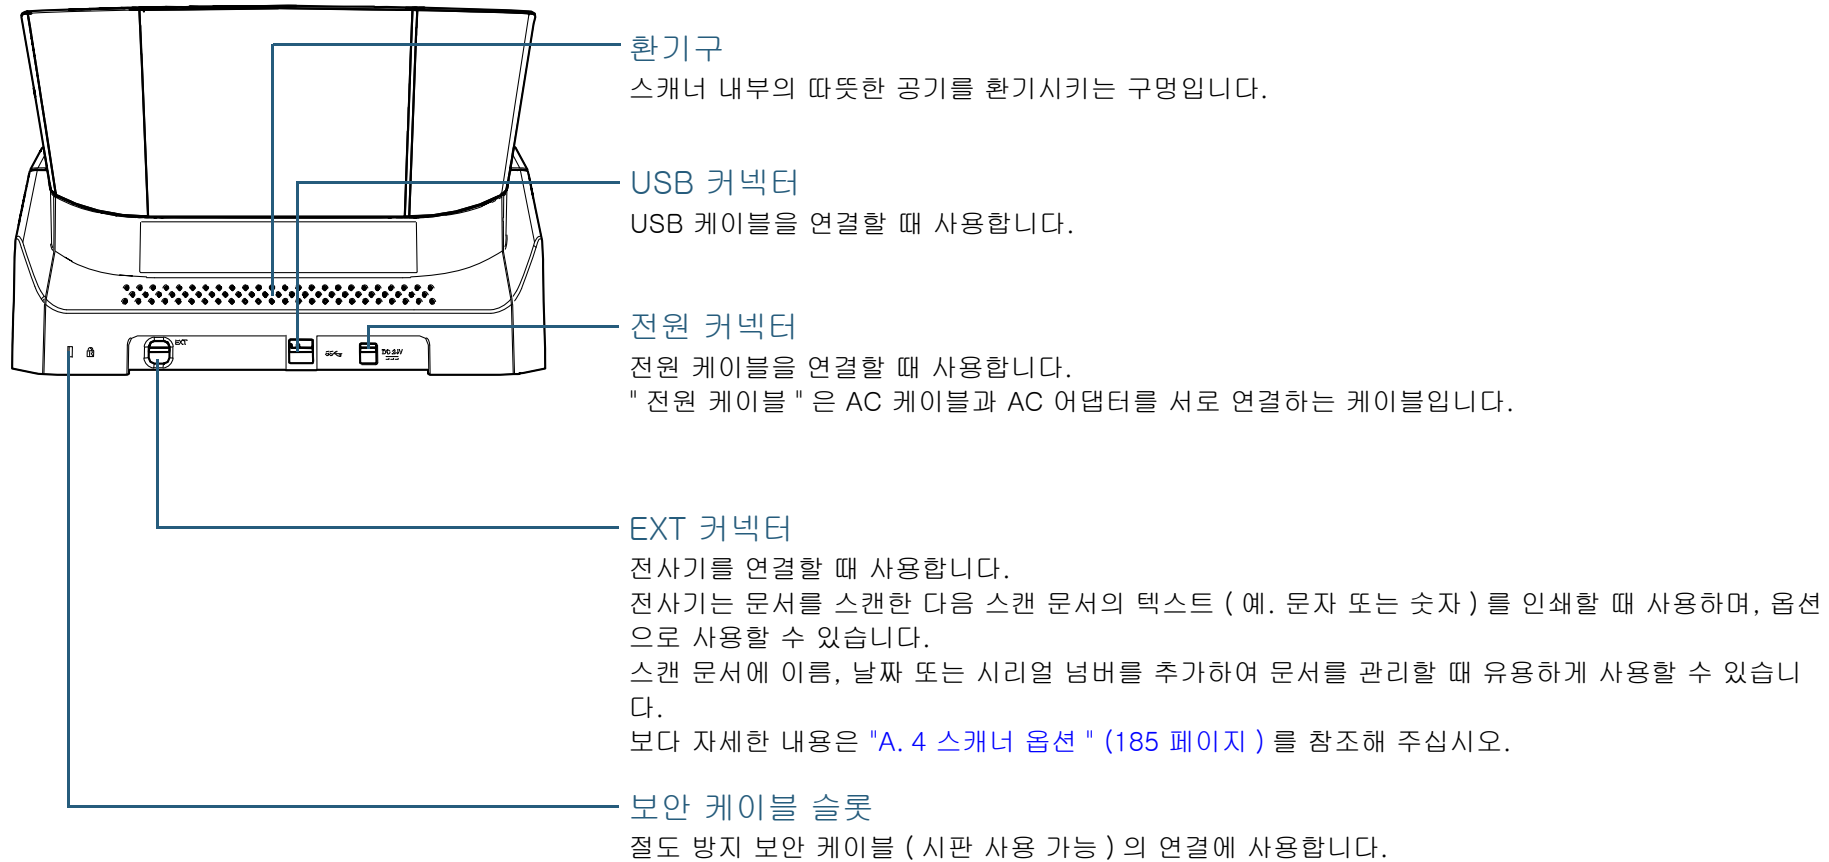 환기구
스캐너 내부의 따뜻한 공기를 환기시키는 구멍입니다.
USB 커넥터
USB 케이블을 연결할 때 사용합니다.
전원 커넥터
전원 케이블을 연결할 때 사용합니다.
" 전원 케이블 " 은 AC 케이블과 AC 어댑터를 서로 연결하는 케이블입니다.
EXT
DC 24V
EXT 커넥터
전사기를 연결할 때 사용합니다.
전사기는 문서를 스캔한 다음 스캔 문서의 텍스트 ( 예. 문자 또는 숫자 ) 를 인쇄할 때 사용하며, 옵션
으로 사용할 수 있습니다.
스캔 문서에 이름, 날짜 또는 시리얼 넘버를 추가하여 문서를 관리할 때 유용하게 사용할 수 있습니
다.
보다 자세한 내용은 "A. 4 스캐너 옵션 " (185 페이지 ) 를 참조해 주십시오.
보안 케이블 슬롯
절도 방지 보안 케이블 ( 시판 사용 가능 ) 의 연결에 사용합니다.